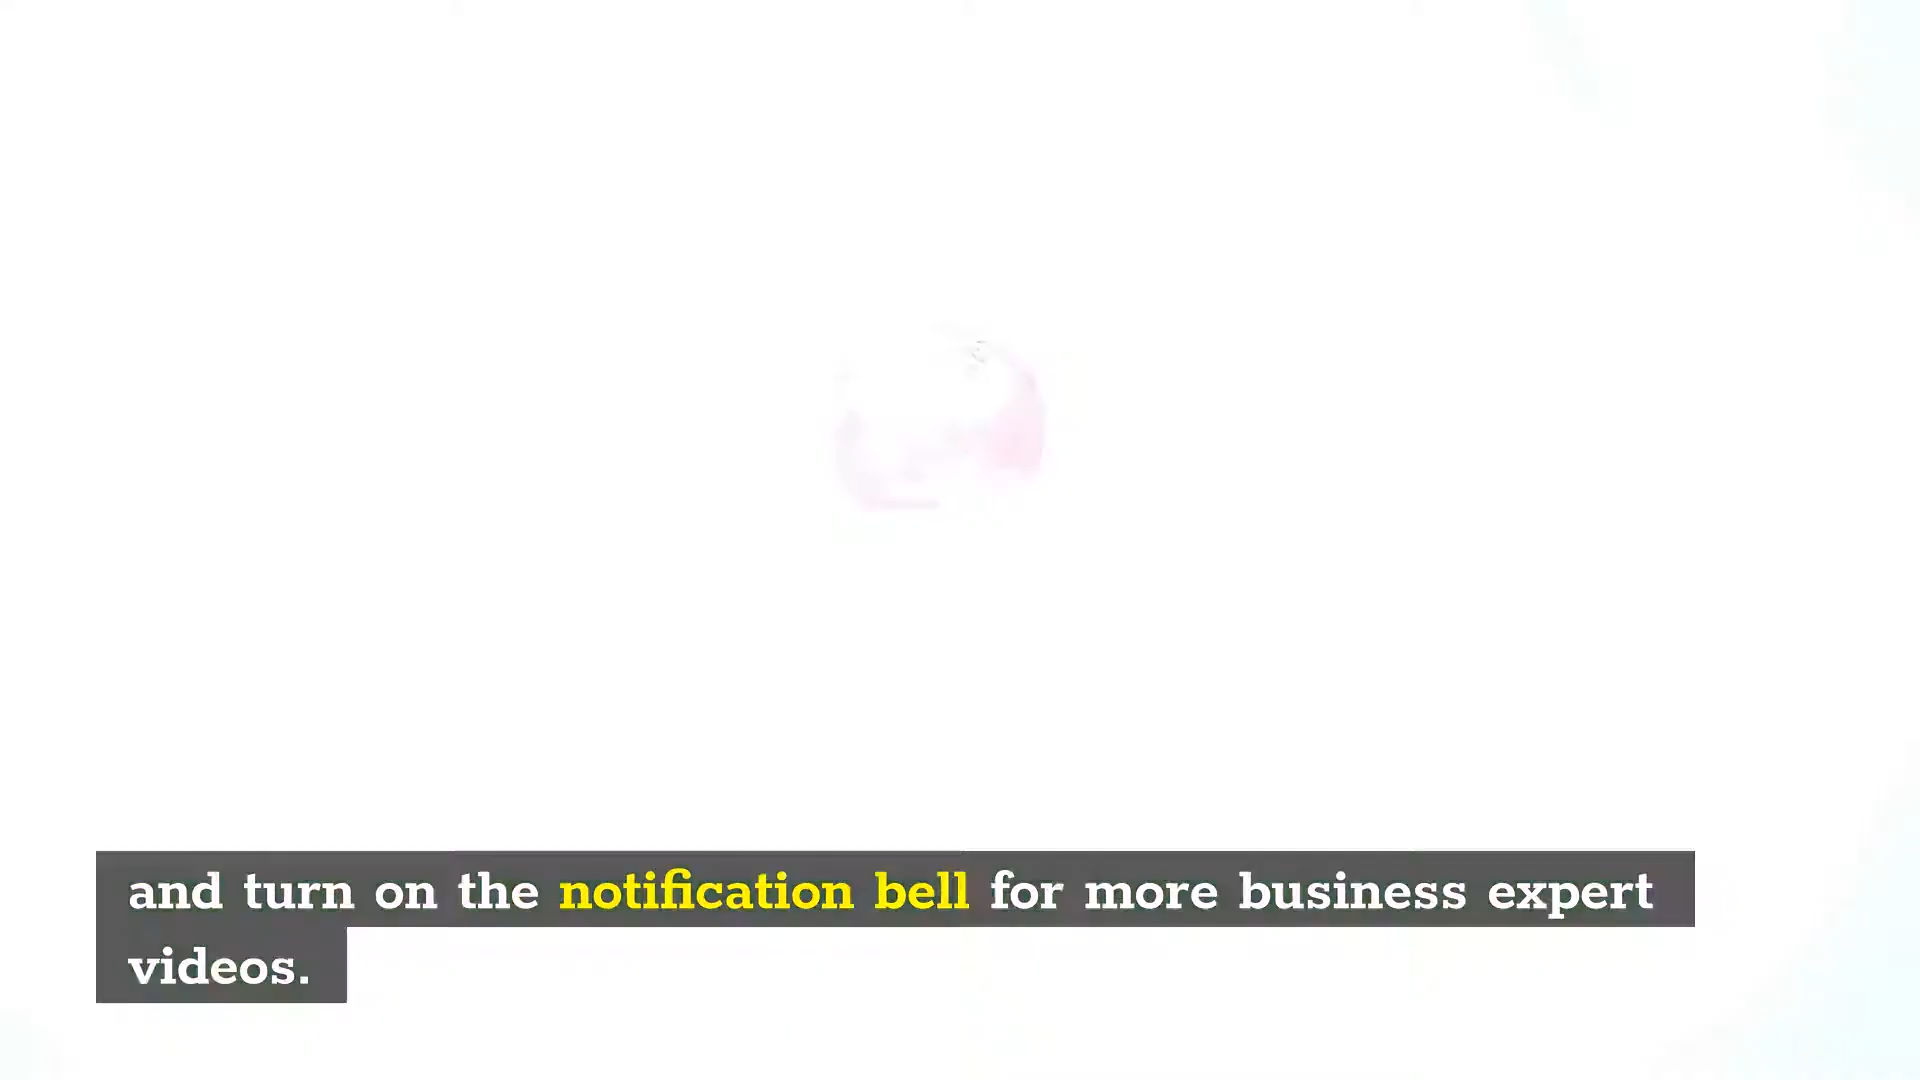 and turn on the notification bell for more business expert
videos.